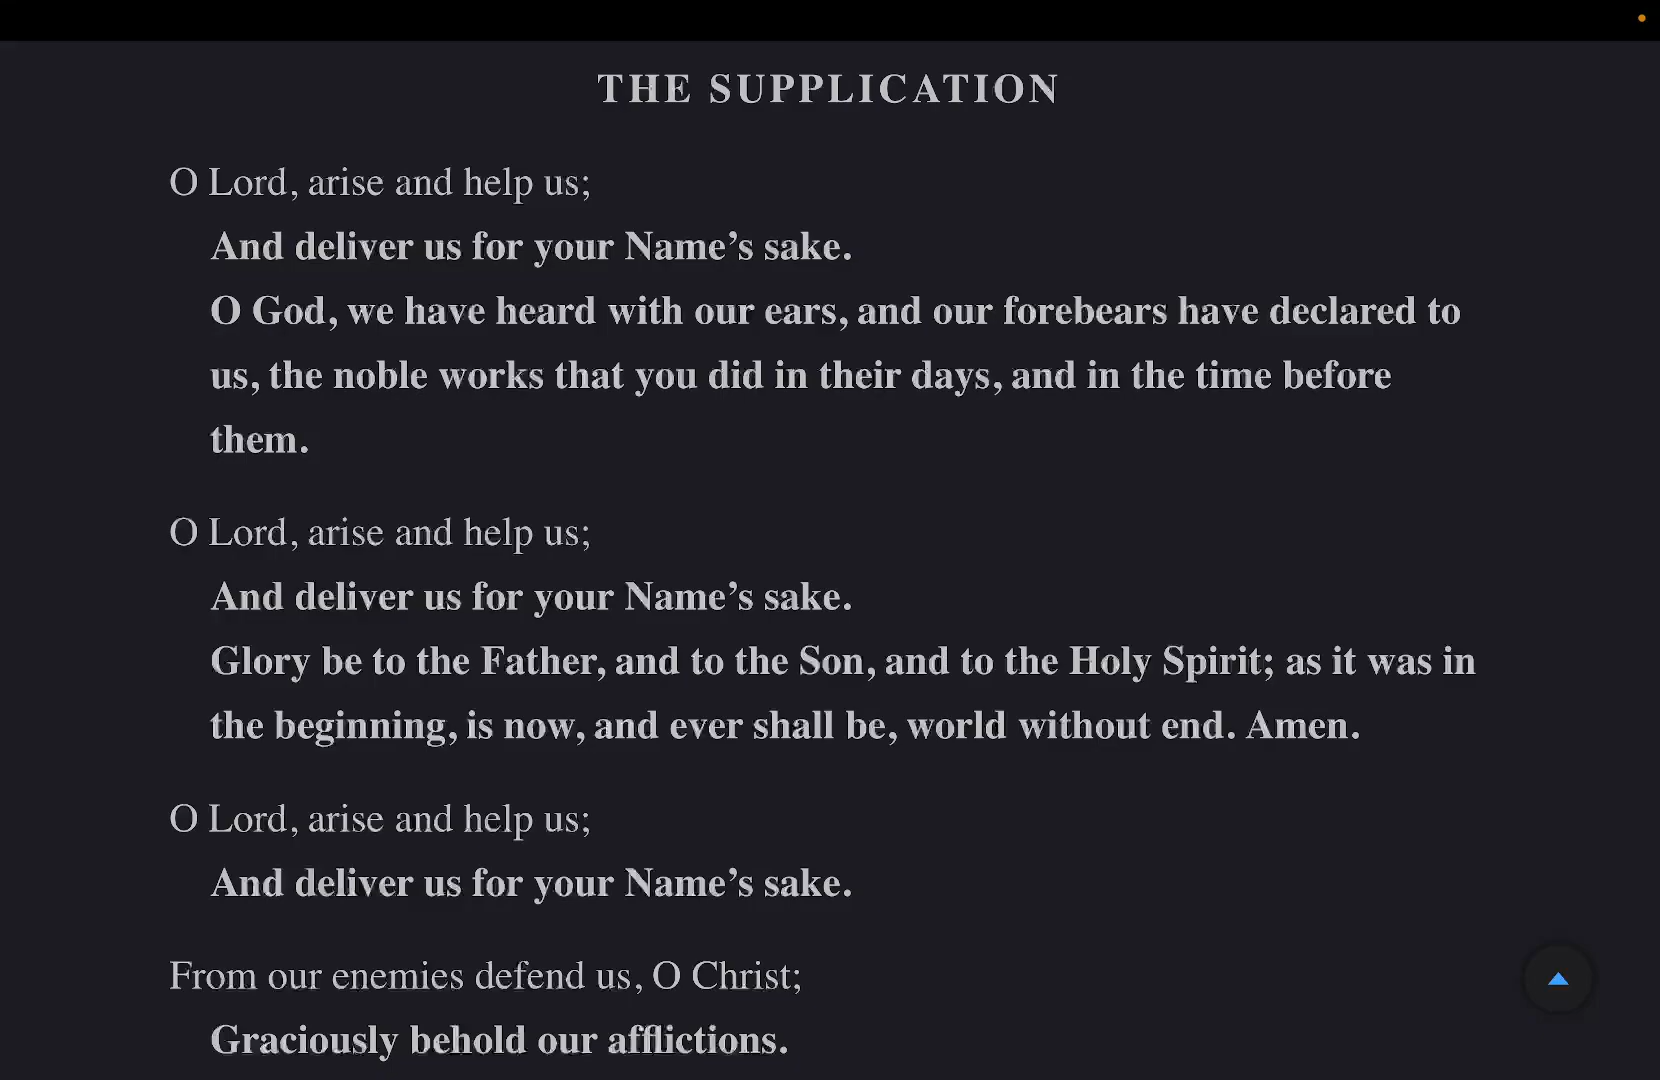 THE SUPPLICATION
O Lord, arise and help us;
And deliver us for your Name’s sake.
O God, we have heard with our ears, and our forebears have declared to
us, the noble works that you did in their days, and in the time before
them.
O Lord, arise and help us;
And deliver us for your Name’s sake.
Glory be to the Father, and to the Son, and to the Holy Spirit; as it was in
the beginning, is now, and ever shall be, world without end. Amen.
O Lord, arise and help us;
And deliver us for your Name’s sake.
From our enemies defend us, O Christ;
Graciously behold our afflictions.